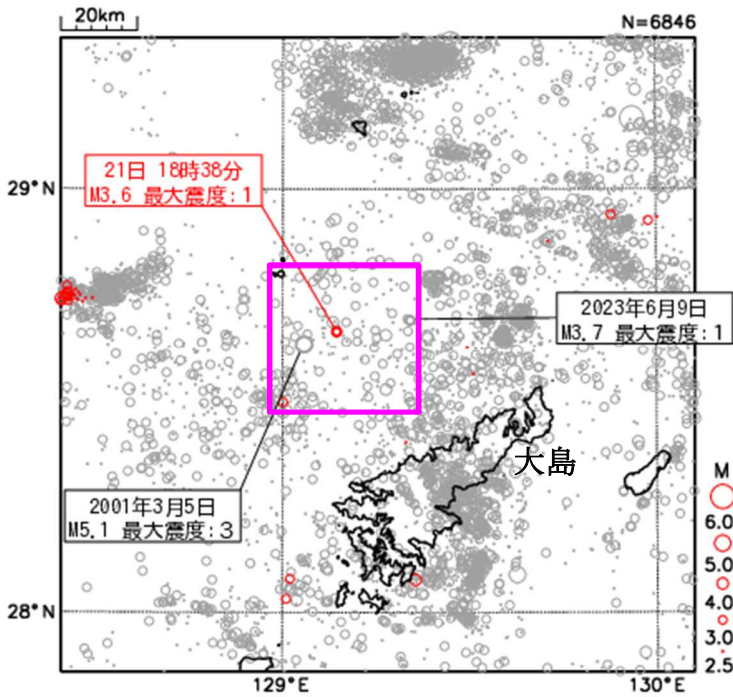 20km
N=6846
21日 18時38分
M3.6 最大震度:1
29°N
2023年6月9日
M3.7 最大震度:1
大島
2001年3月5日
M5.1 最大震度:3
M
6.0
5.0
4.0
3.0
2.5
28°N
129°E
130°E